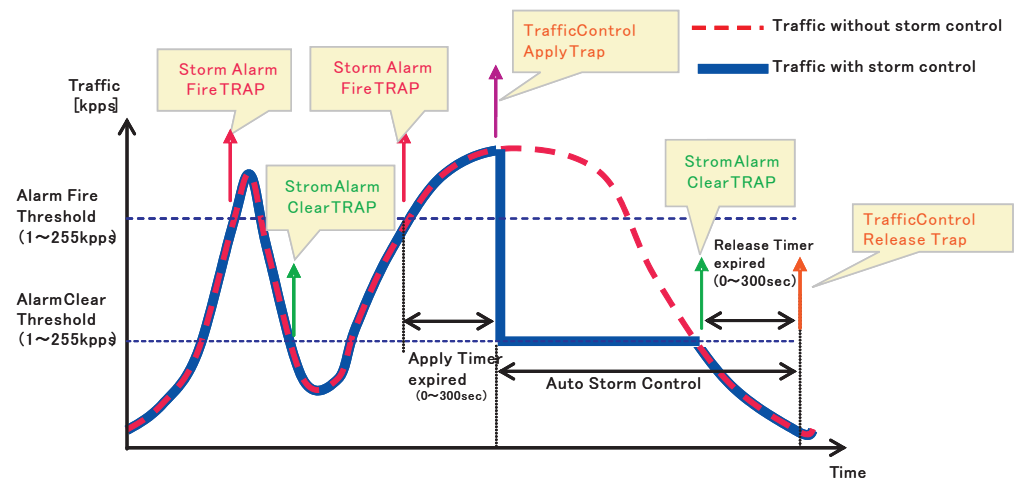 TrafficControl
ApplyTrap
Traffic without storm control
Traffic with storm control
Storm Alarm
FireTRAP
Storm Alarm
FireTRAP
Traffic
[kpps]
StromAlarm
ClearTRAP
StromAlarm
ClearTRAP
Alarm Fire
Threshold
(1～255kpps)
TrafficControl
Release Trap
Release Timer
expired
(0～300sec)
AlarmClear
Threshold
(1～255kpps)
Apply Timer
expired
(0～300sec)
Auto Storm Control
Time